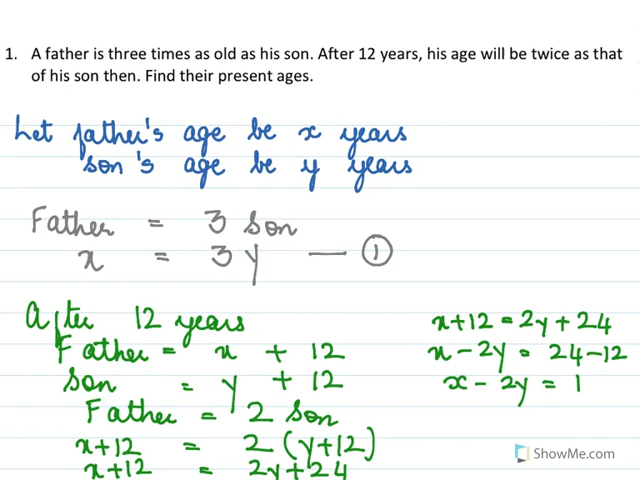 1. A father is three times as old as his son. After 12 years, his age will be twice as that
of his son then. Find their present ages.
Let father's age be x years
son's age be y years
Father = 3 son
x = 3y — ①
After 12 years
Father = x + 12
son = y + 12
Father = 2 son
x+12 = 2(y+12)
x+12 = 2y+24
x+12 = 2y+24
x-2y = 24-12
x-2y = 1
ShowMe.com